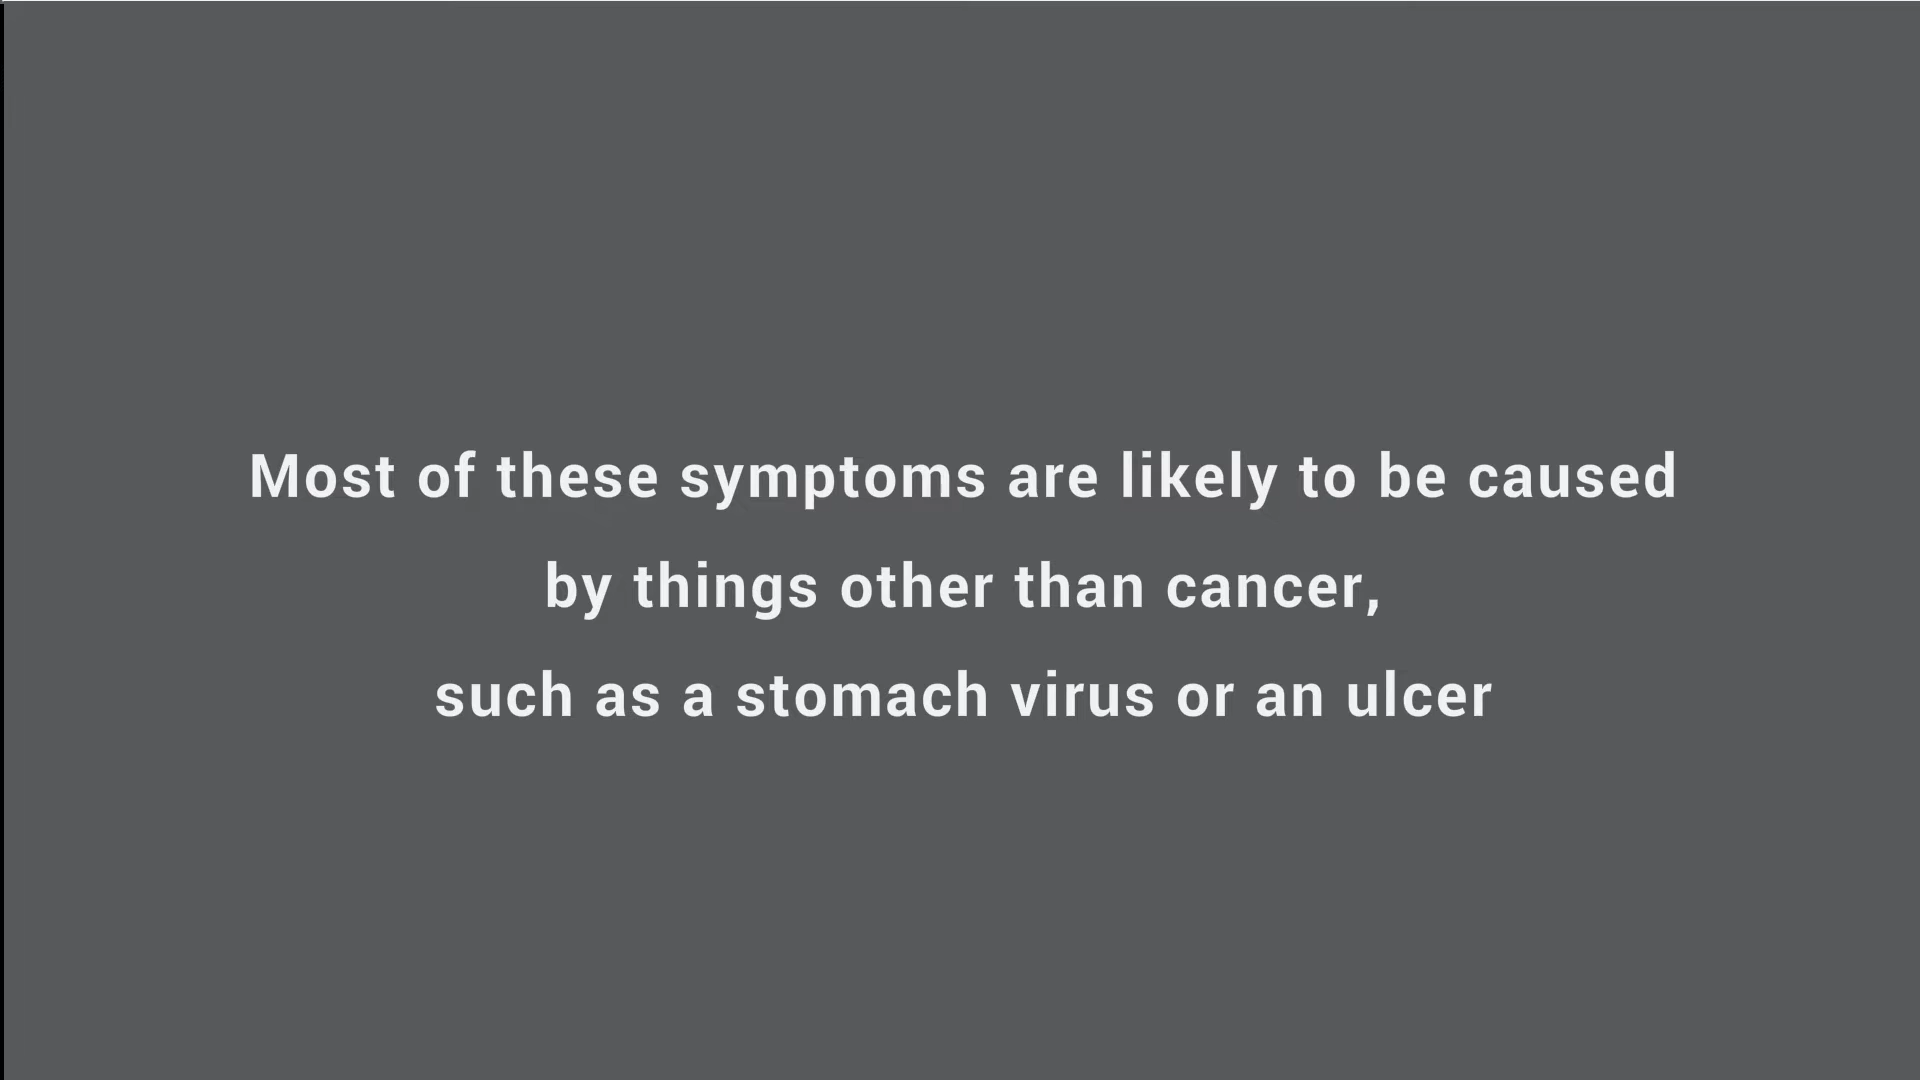 Most of these symptoms are likely to be caused
by things other than cancer,
such as a stomach virus or an ulcer